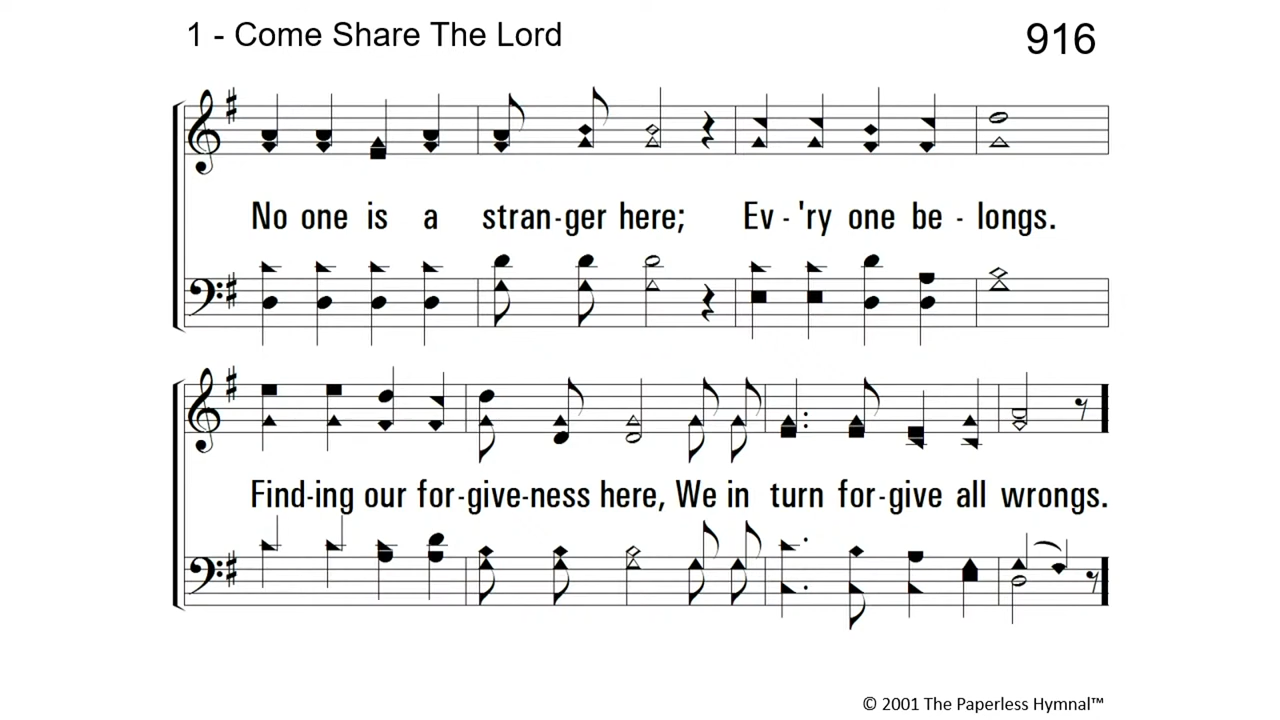 1 - Come Share The Lord
916
No one is a stran-ger here; Ev-'ry one be-longs.
Find-ing our for-give-ness here, We in turn for-give all wrongs.
© 2001 The Paperless Hymnal™